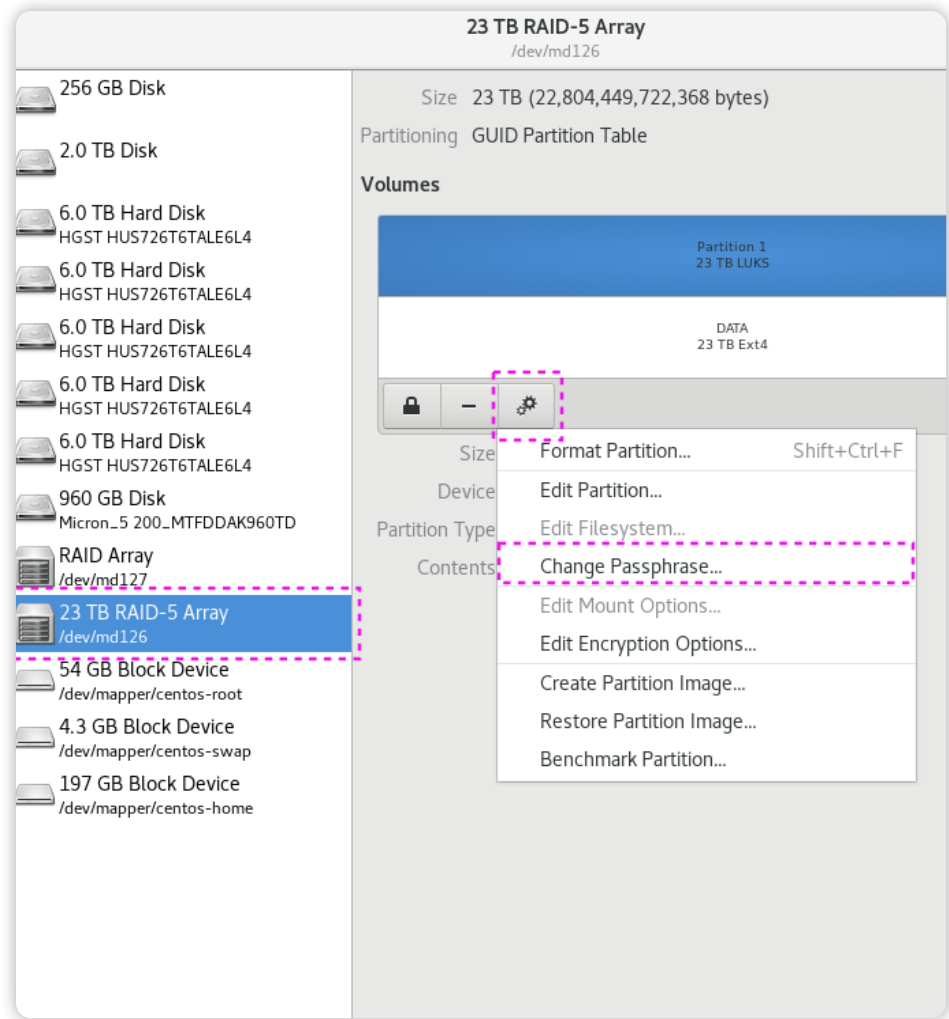 23 TB RAID-5 Array
/dev/md126
256 GB Disk
2.0 TB Disk
6.0 TB Hard Disk
HGST HUS726T6TALE6L4
6.0 TB Hard Disk
HGST HUS726T6TALE6L4
6.0 TB Hard Disk
HGST HUS726T6TALE6L4
6.0 TB Hard Disk
HGST HUS726T6TALE6L4
6.0 TB Hard Disk
HGST HUS726T6TALE6L4
960 GB Disk
Micron_5 200_MTFDDAK960TD
RAID Array
/dev/md127
23 TB RAID-5 Array
/dev/md126
54 GB Block Device
/dev/mapper/centos-root
4.3 GB Block Device
/dev/mapper/centos-swap
197 GB Block Device
/dev/mapper/centos-home
Size 23 TB (22,804,449,722,368 bytes)
Partitioning GUID Partition Table
Volumes
Partition 1
23 TB LUKS
DATA
23 TB Ext4
Size
Device
Partition Type
Contents
Format Partition... Shift+Ctrl+F
Edit Partition...
Edit Filesystem...
Change Passphrase...
Edit Mount Options...
Edit Encryption Options...
Create Partition Image...
Restore Partition Image...
Benchmark Partition...